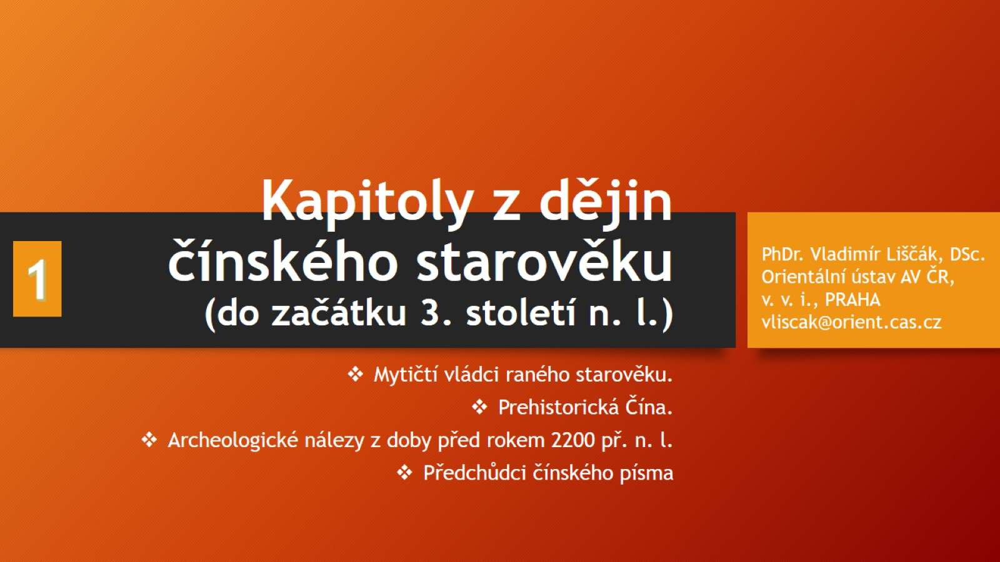 1
Kapitoly z dějin
čínského starověku
(do začátku 3. století n. l.)
PhDr. Vladimír Liščák, DSc.
Orientální ústav AV ČR,
v. v. i., PRAHA
vliscak@orient.cas.cz
❖ Mytičtí vládci raného starověku.
❖ Prehistorická Čína.
❖ Archeologické nálezy z doby před rokem 2200 př. n. l.
❖ Předchůdci čínského písma